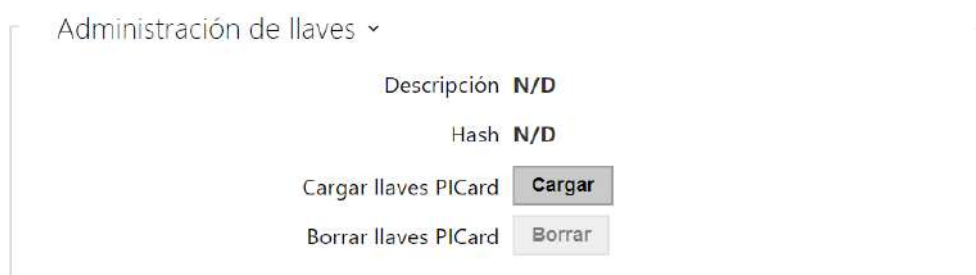 Administración de llaves
Descripción N/D
Hash N/D
Cargar llaves PICard Cargar
Borrar llaves PICard Borrar